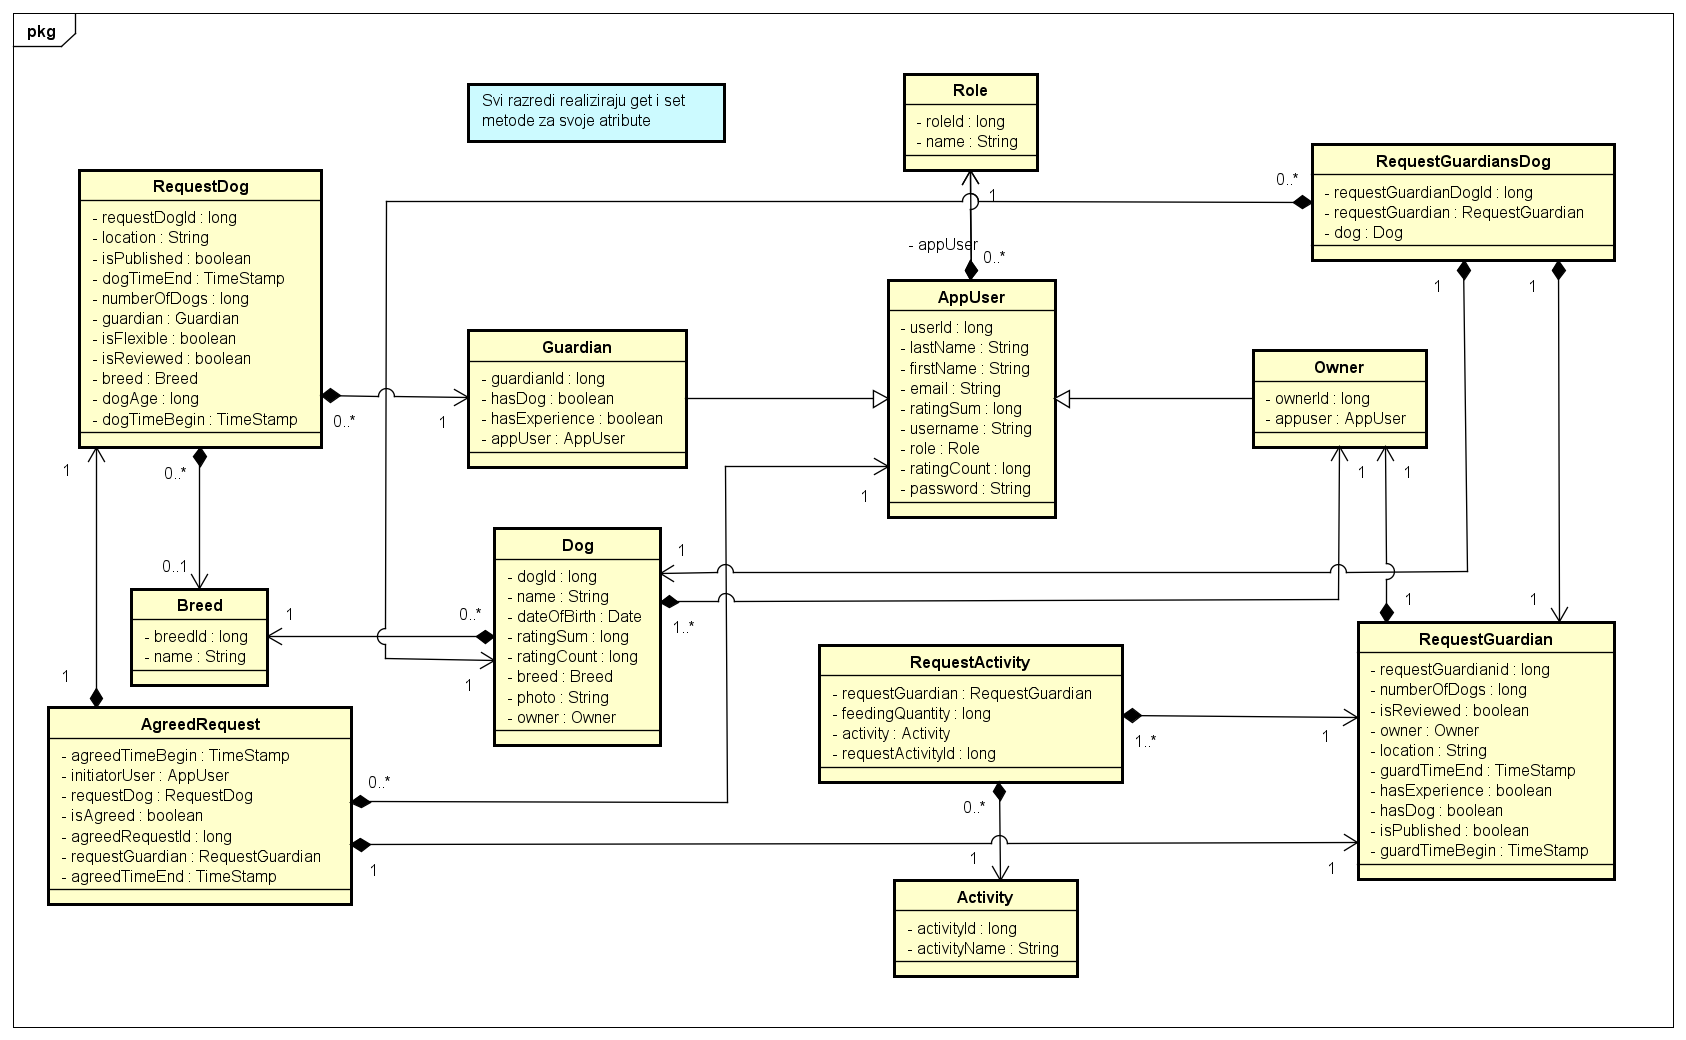 pkg
Svi razredi realiziraju get i set
metode za svoje atribute
Role
- roleId : long
- name : String
RequestGuardiansDog
- requestGuardianDogId : long
- requestGuardian : RequestGuardian
- dog : Dog
0..*
1
- appUser
0..*
1
1
RequestDog
- requestDogId : long
- location : String
- isPublished : boolean
- dogTimeEnd : TimeStamp
- numberOfDogs : long
- guardian : Guardian
- isFlexible : boolean
- isReviewed : boolean
- breed : Breed
- dogAge : long
- dogTimeBegin : TimeStamp
0..*
1
Guardian
- guardianId : long
- hasDog : boolean
- hasExperience : boolean
- appUser : AppUser
AppUser
- userId : long
- lastName : String
- firstName : String
- email : String
- ratingSum : long
- username : String
- role : Role
- ratingCount : long
- password : String
1
Owner
- ownerId : long
- appuser : AppUser
1
1
1
0..*
0..1
Dog
- dogId : long
- name : String
- dateOfBirth : Date
- ratingSum : long
- ratingCount : long
- breed : Breed
- photo : String
- owner : Owner
1
1..*
0..*
1
1
Breed
- breedId : long
- name : String
1
1
RequestGuardian
- requestGuardianid : long
- numberOfDogs : long
- isReviewed : boolean
- owner : Owner
- location : String
- guardTimeEnd : TimeStamp
- hasExperience : boolean
- hasDog : boolean
- isPublished : boolean
- guardTimeBegin : TimeStamp
RequestActivity
- requestGuardian : RequestGuardian
- feedingQuantity : long
- activity : Activity
- requestActivityId : long
1..*
1
0..*
1
1
AgreedRequest
- agreedTimeBegin : TimeStamp
- initiatorUser : AppUser
- requestDog : RequestDog
- isAgreed : boolean
- agreedRequestId : long
- requestGuardian : RequestGuardian
- agreedTimeEnd : TimeStamp
0..*
1
1
Activity
- activityId : long
- activityName : String